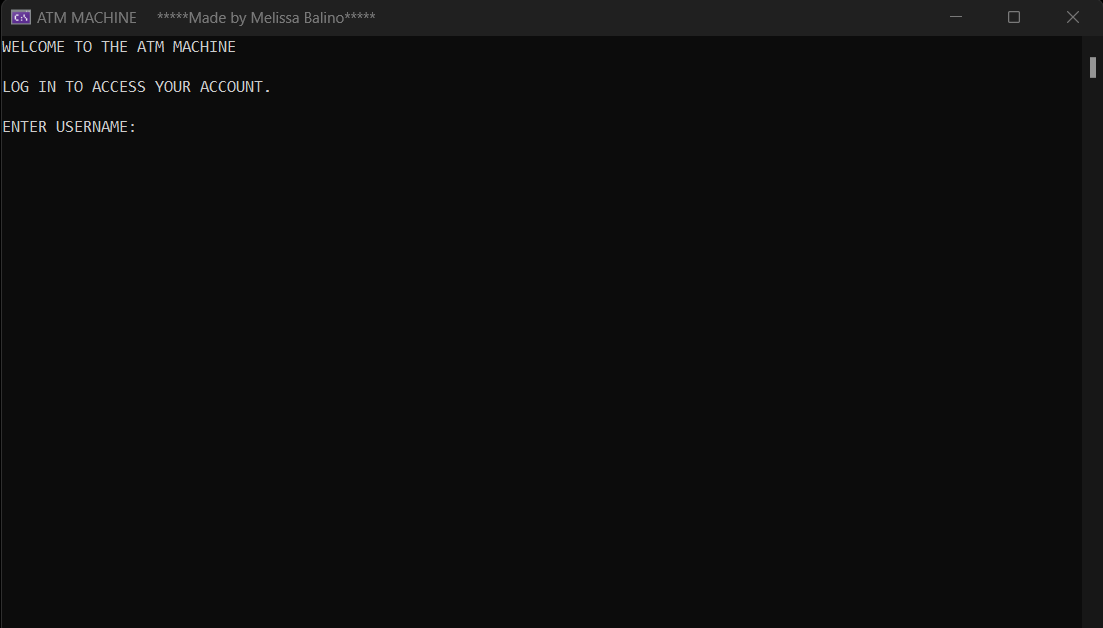 ATM MACHINE *****Made by Melissa Balino*****
WELCOME TO THE ATM MACHINE
LOG IN TO ACCESS YOUR ACCOUNT.
ENTER USERNAME: